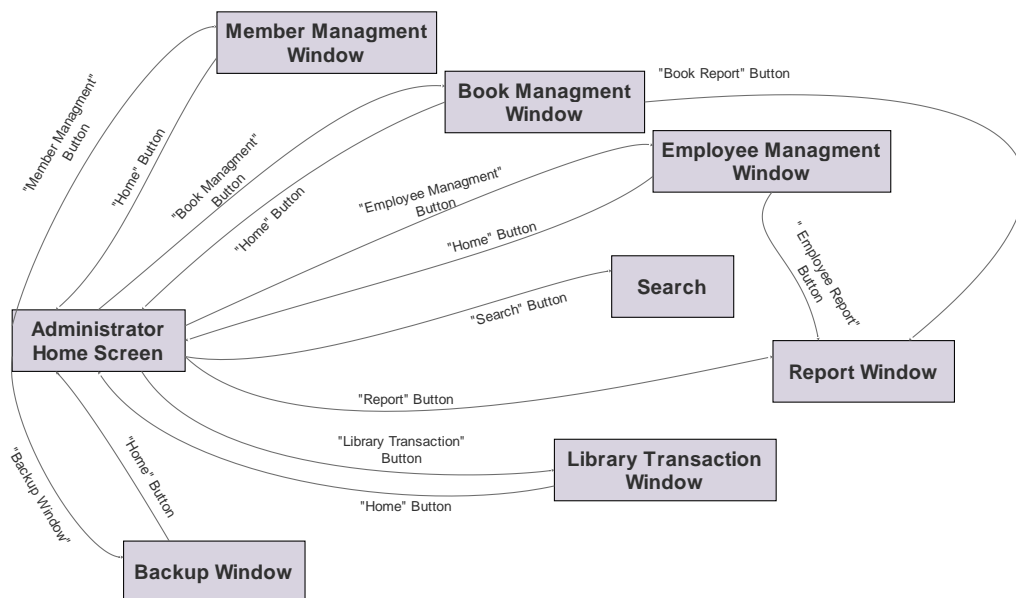 Member Managment
Window
"Book Report" Button
Book Managment
Window
"Member Managment"
Button
"Home" Button
"Book Managment"
Button
Employee Managment
Window
"Employee Managment"
Button
"Home" Button
"Home" Button
" Employee Report"
Button
Search
"Search" Button
Administrator
Home Screen
Report Window
"Report" Button
"Library Transaction"
Button
Library Transaction
Window
"Home" Button
"Home" Button
"Backup Window"
Backup Window